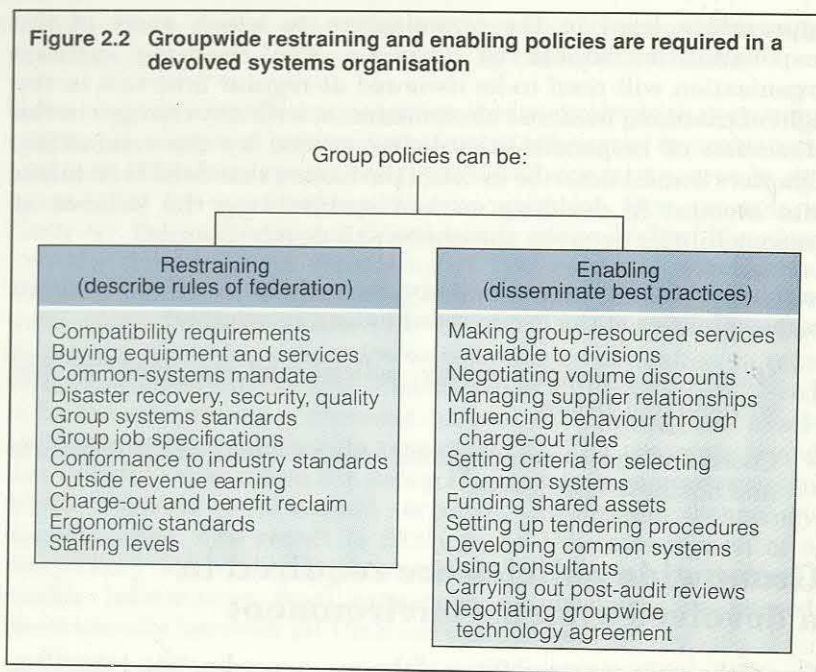 Figure 2.2 Groupwide restraining and enabling policies are required in a
devolved systems organisation
Group policies can be:
Restraining
(describe rules of federation)
Compatibility requirements
Buying equipment and services
Common-systems mandate
Disaster recovery, security, quality
Group systems standards
Group job specifications
Conformance to industry standards
Outside revenue earning
Charge-out and benefit reclaim
Ergonomic standards
Staffing levels
Enabling
(disseminate best practices)
Making group-resourced services
available to divisions
Negotiating volume discounts
Managing supplier relationships
Influencing behaviour through
charge-out rules
Setting criteria for selecting
common systems
Funding shared assets
Setting up tendering procedures
Developing common systems
Using consultants
Carrying out post-audit reviews
Negotiating groupwide
technology agreement